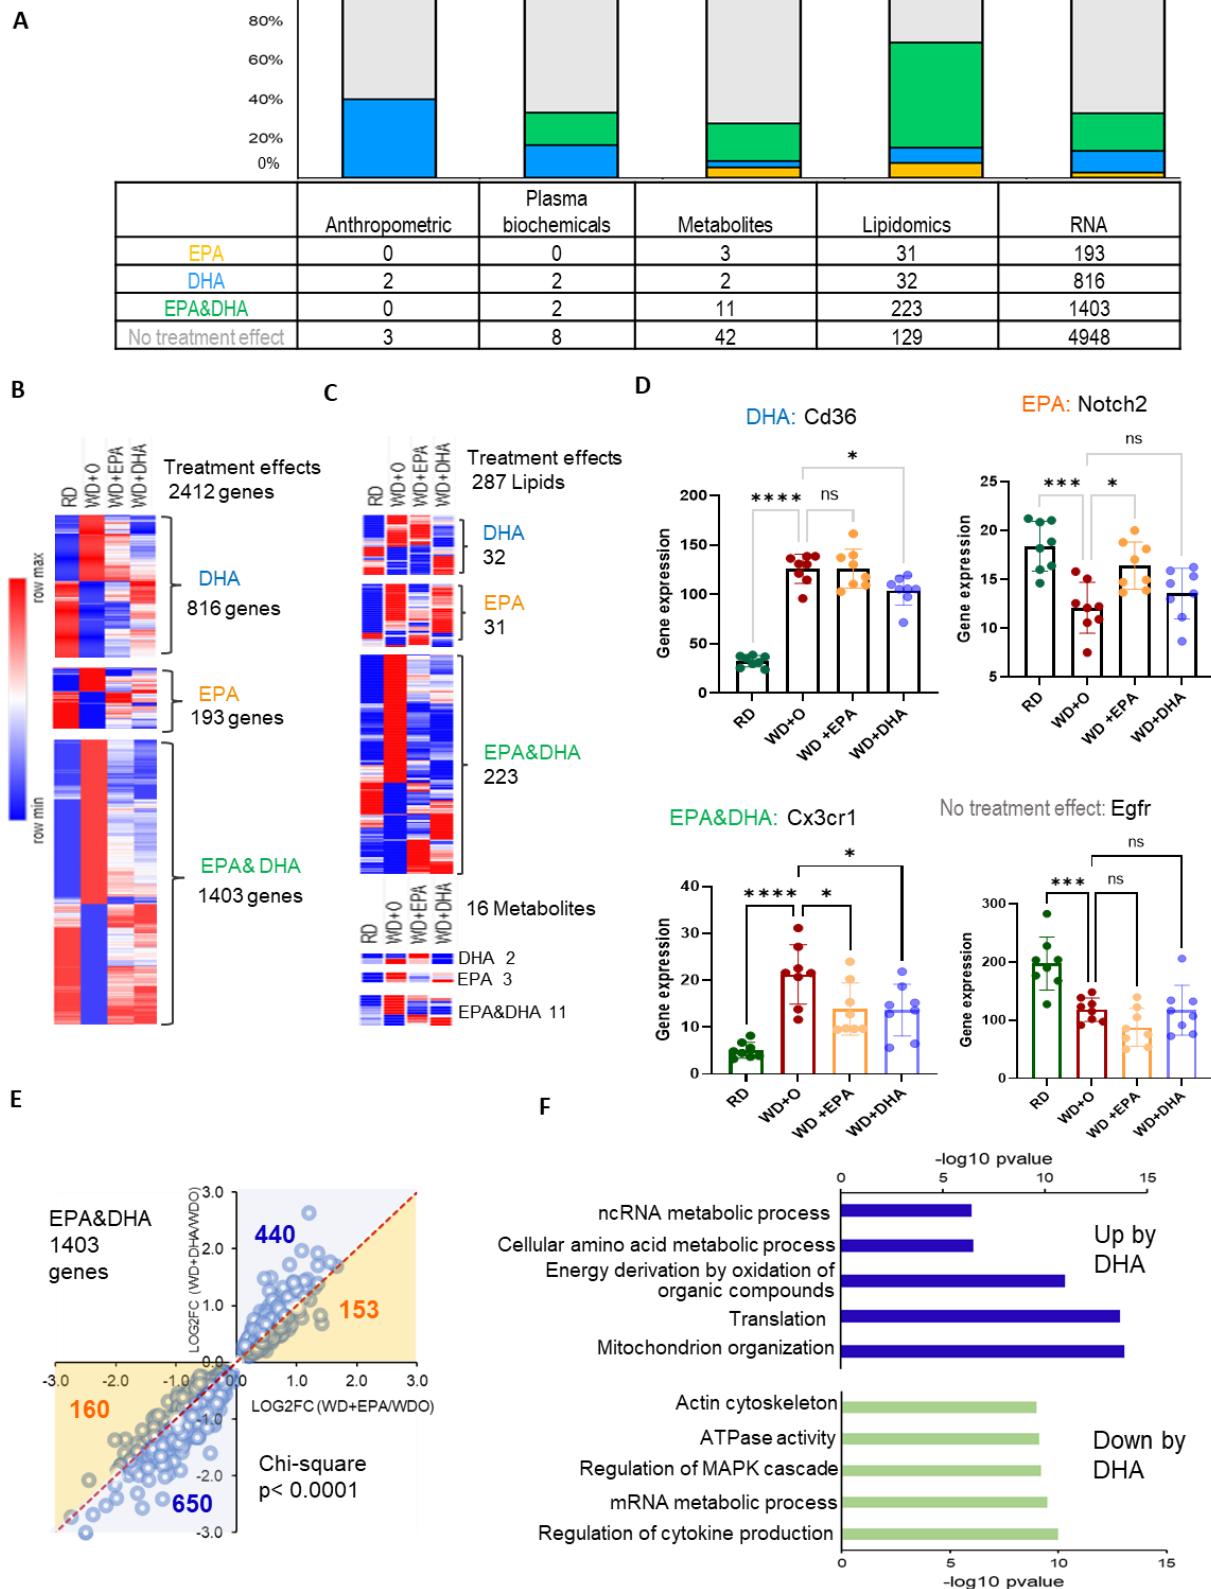 A
80%
60%
40%
20%
0%
Anthropometric
Plasma
biochemicals
Metabolites
Lipidomics
RNA
EPA 0 0 3 31 193
DHA 2 2 2 32 816
EPA&DHA 0 2 11 223 1403
No treatment effect 3 8 42 129 4948
B
RD
WD+O
WD+EPA
WD+DHA
Treatment effects
2412 genes
row max
row min
DHA
816 genes
EPA
193 genes
EPA& DHA
1403 genes
C
RD
WD+O
WD+EPA
WD+DHA
Treatment effects
287 Lipids
DHA
32
EPA
31
EPA&DHA
223
RD
WD+O
WD+EPA
WD+DHA
16 Metabolites
DHA 2
EPA 3
EPA&DHA 11
D
DHA: Cd36
Gene expression
200
150
100
50
0
****
ns
*
RD
WD+O
WD +EPA
WD+DHA
EPA: Notch2
Gene expression
25
20
15
10
5
***
*
ns
RD
WD+O
WD +EPA
WD+DHA
EPA&DHA: Cx3cr1
Gene expression
40
30
20
10
0
****
*
*
RD
WD+O
WD +EPA
WD+DHA
No treatment effect: Egfr
Gene expression
300
200
100
0
***
ns
ns
RD
WD+O
WD +EPA
WD+DHA
E
EPA&DHA
1403
genes
LOG2FC (WD+DHA/WDO)
3.0
2.0
1.0
0.0
-1.0
-2.0
-3.0
-3.0 -2.0 -1.0 0.0 1.0 2.0 3.0
LOG2FC (WD+EPA/WDO)
440
153
160
650
Chi-square
p< 0.0001
F
-log10 pvalue
0 5 10 15
ncRNA metabolic process
Cellular amino acid metabolic process
Energy derivation by oxidation of
organic compounds
Translation
Mitochondrion organization
Up by
DHA
Actin cytoskeleton
ATPase activity
Regulation of MAPK cascade
mRNA metabolic process
Regulation of cytokine production
Down by
DHA
0 5 10 15
-log10 pvalue